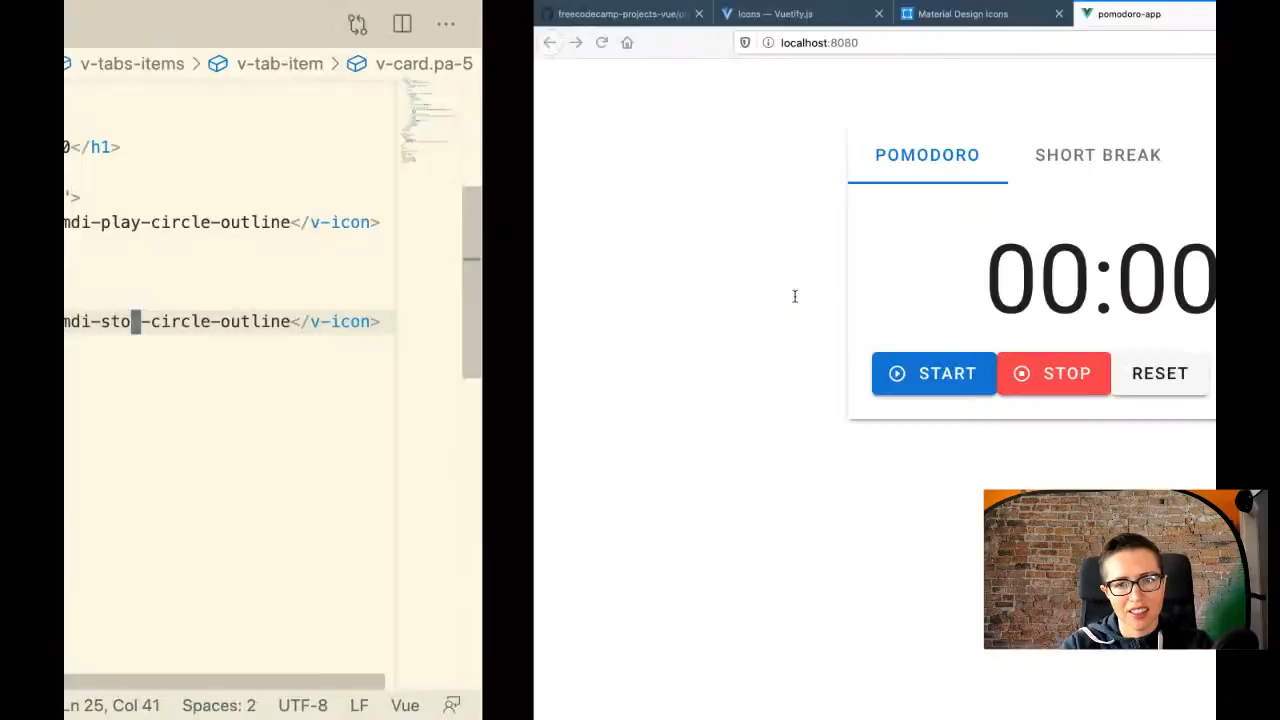 freecodecamp-projects-vue/p
Icons — Vuetify.js
Material Design Icons
pomodoro-app
localhost:8080
v-tabs-items
v-tab-item
v-card.pa-5
0</h1>
'>
mdi-play-circle-outline</v-icon>
mdi-stop-circle-outline</v-icon>
POMODORO
SHORT BREAK
00:00
START
STOP
RESET
Ln 25, Col 41
Spaces: 2
UTF-8
LF
Vue